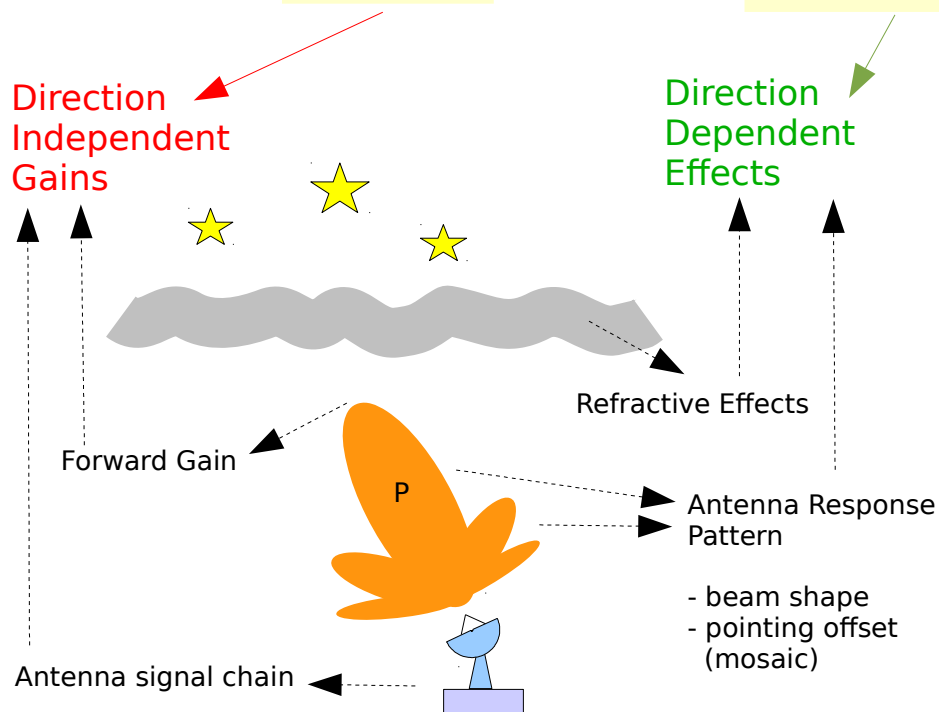 Direction
Independent
Gains
Direction
Dependent
Effects
Refractive Effects
Forward Gain
P
Antenna Response
Pattern
- beam shape
- pointing offset
(mosaic)
Antenna signal chain